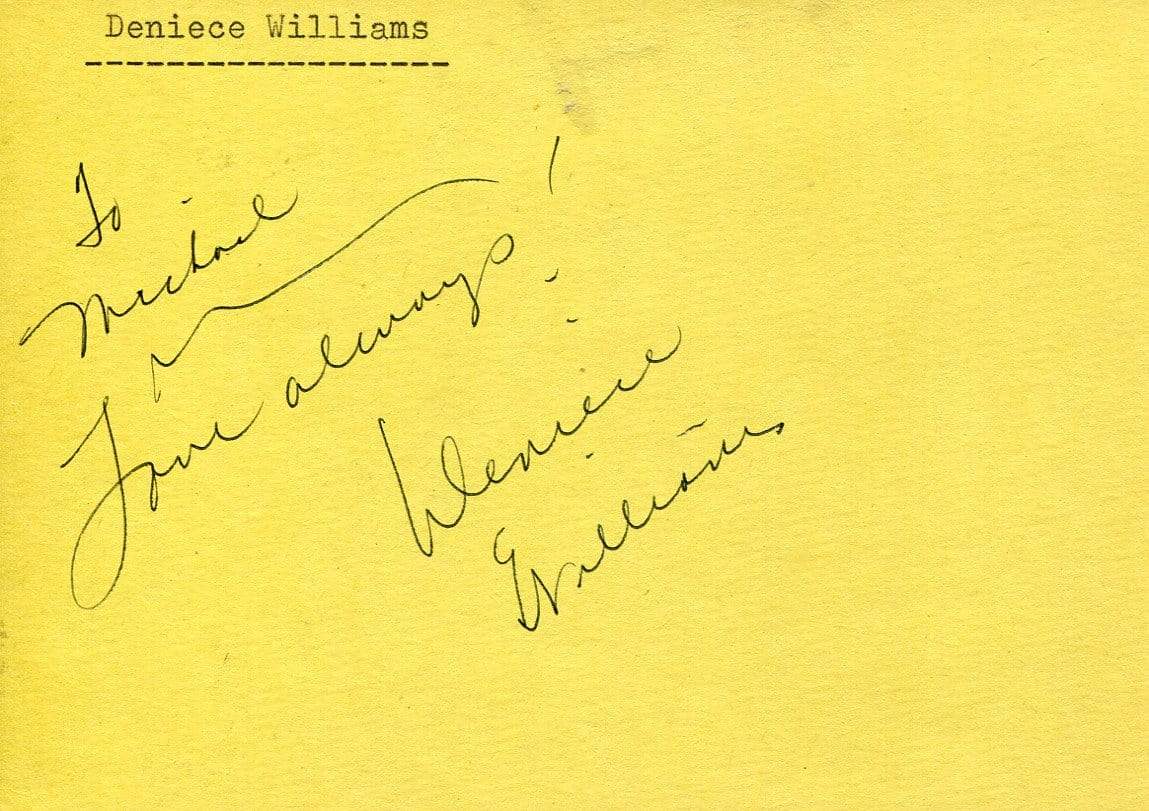 Deniece Williams
------------------
To
Michael
Love always!
Deniece
Williams